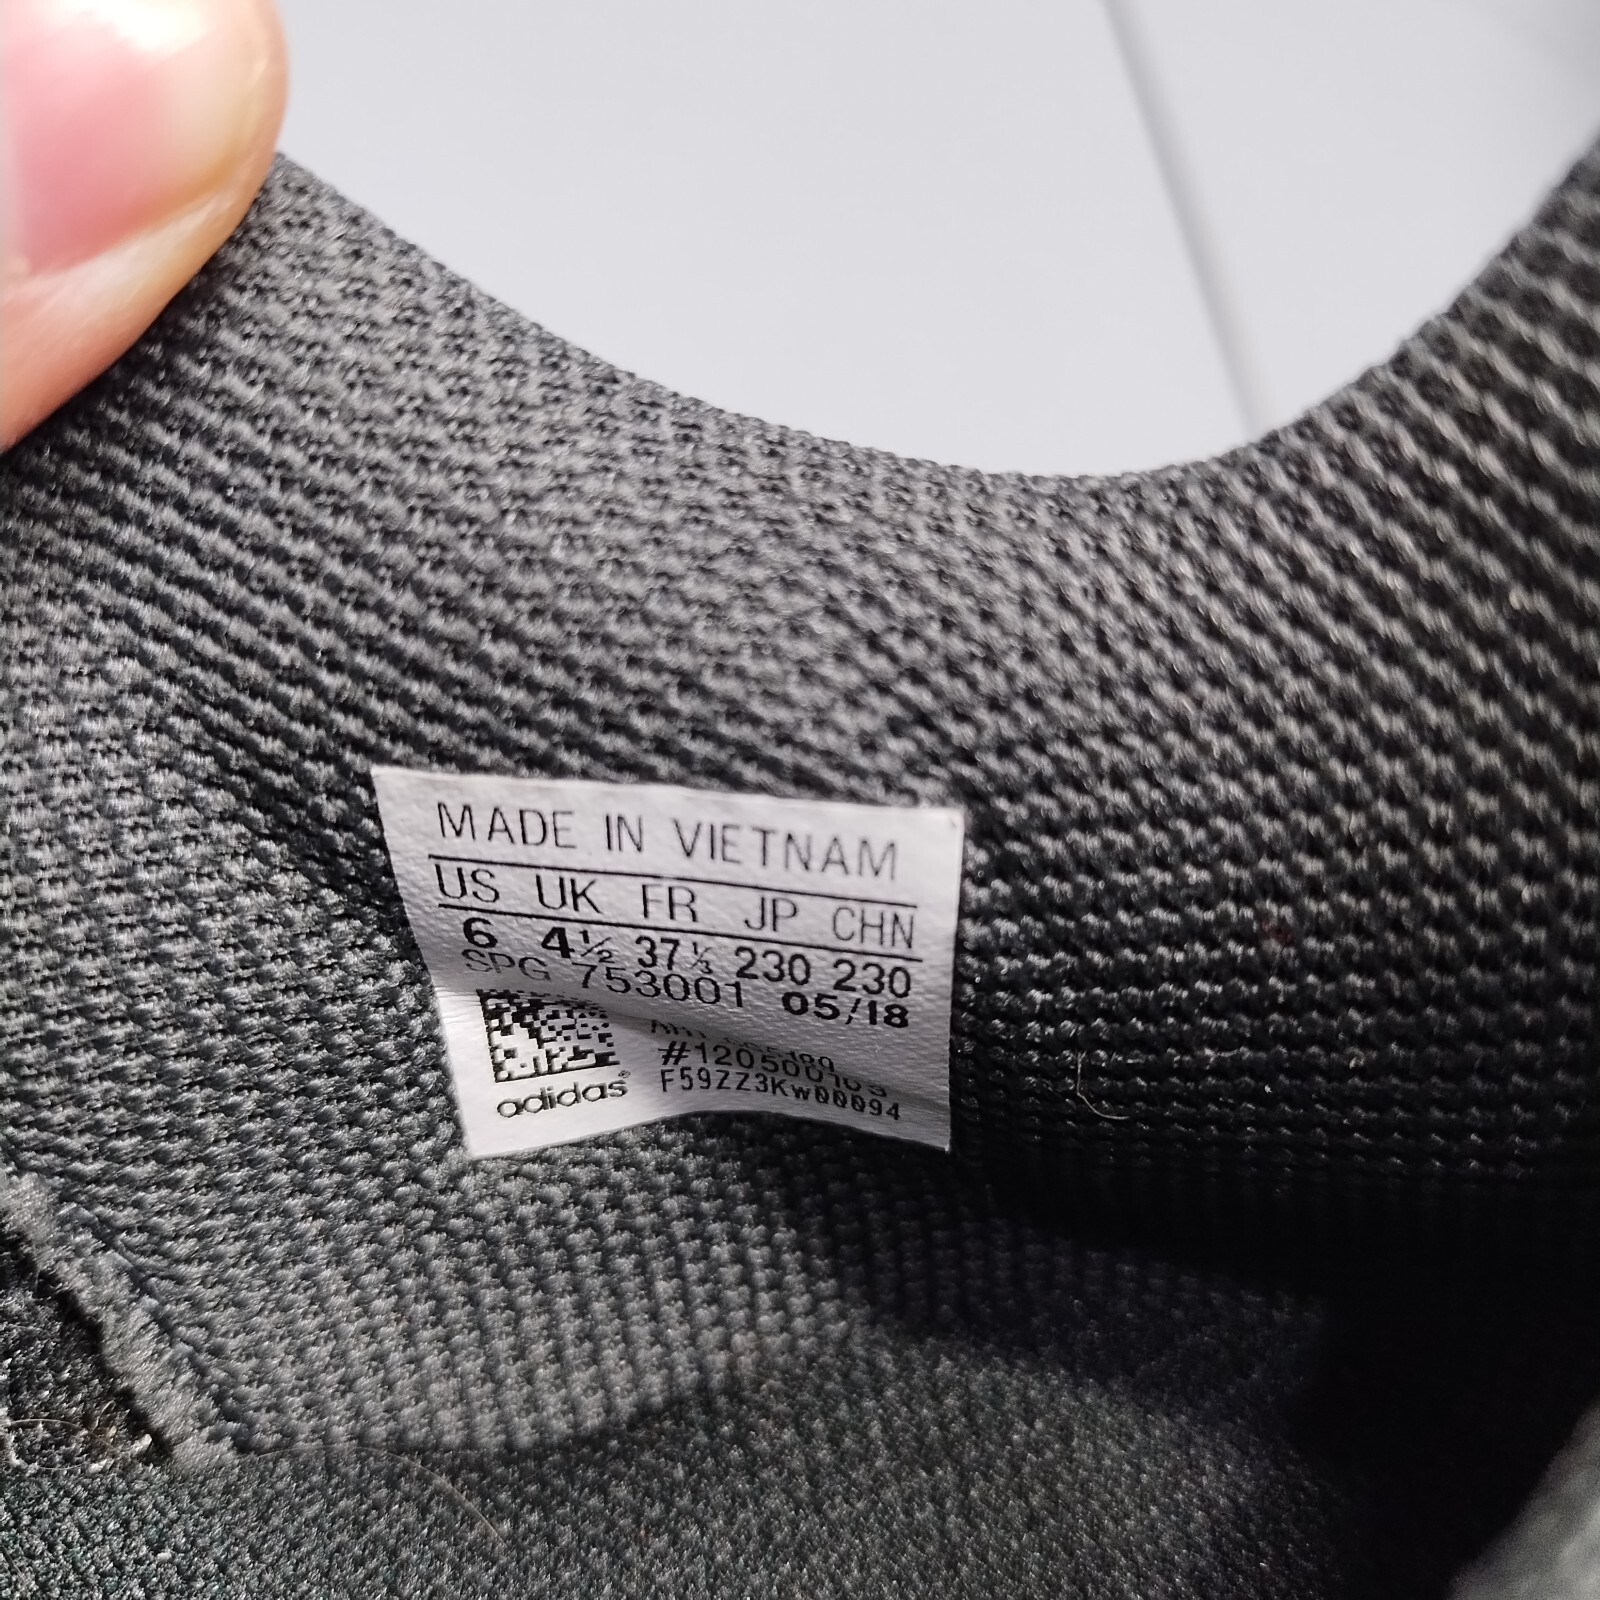 MADE IN VIETNAM
US UK FR JP CHN
6 4½ 37⅓ 230 230
SPG 753001 05/18
#120500103
F59ZZ3Kw00094
adidas®